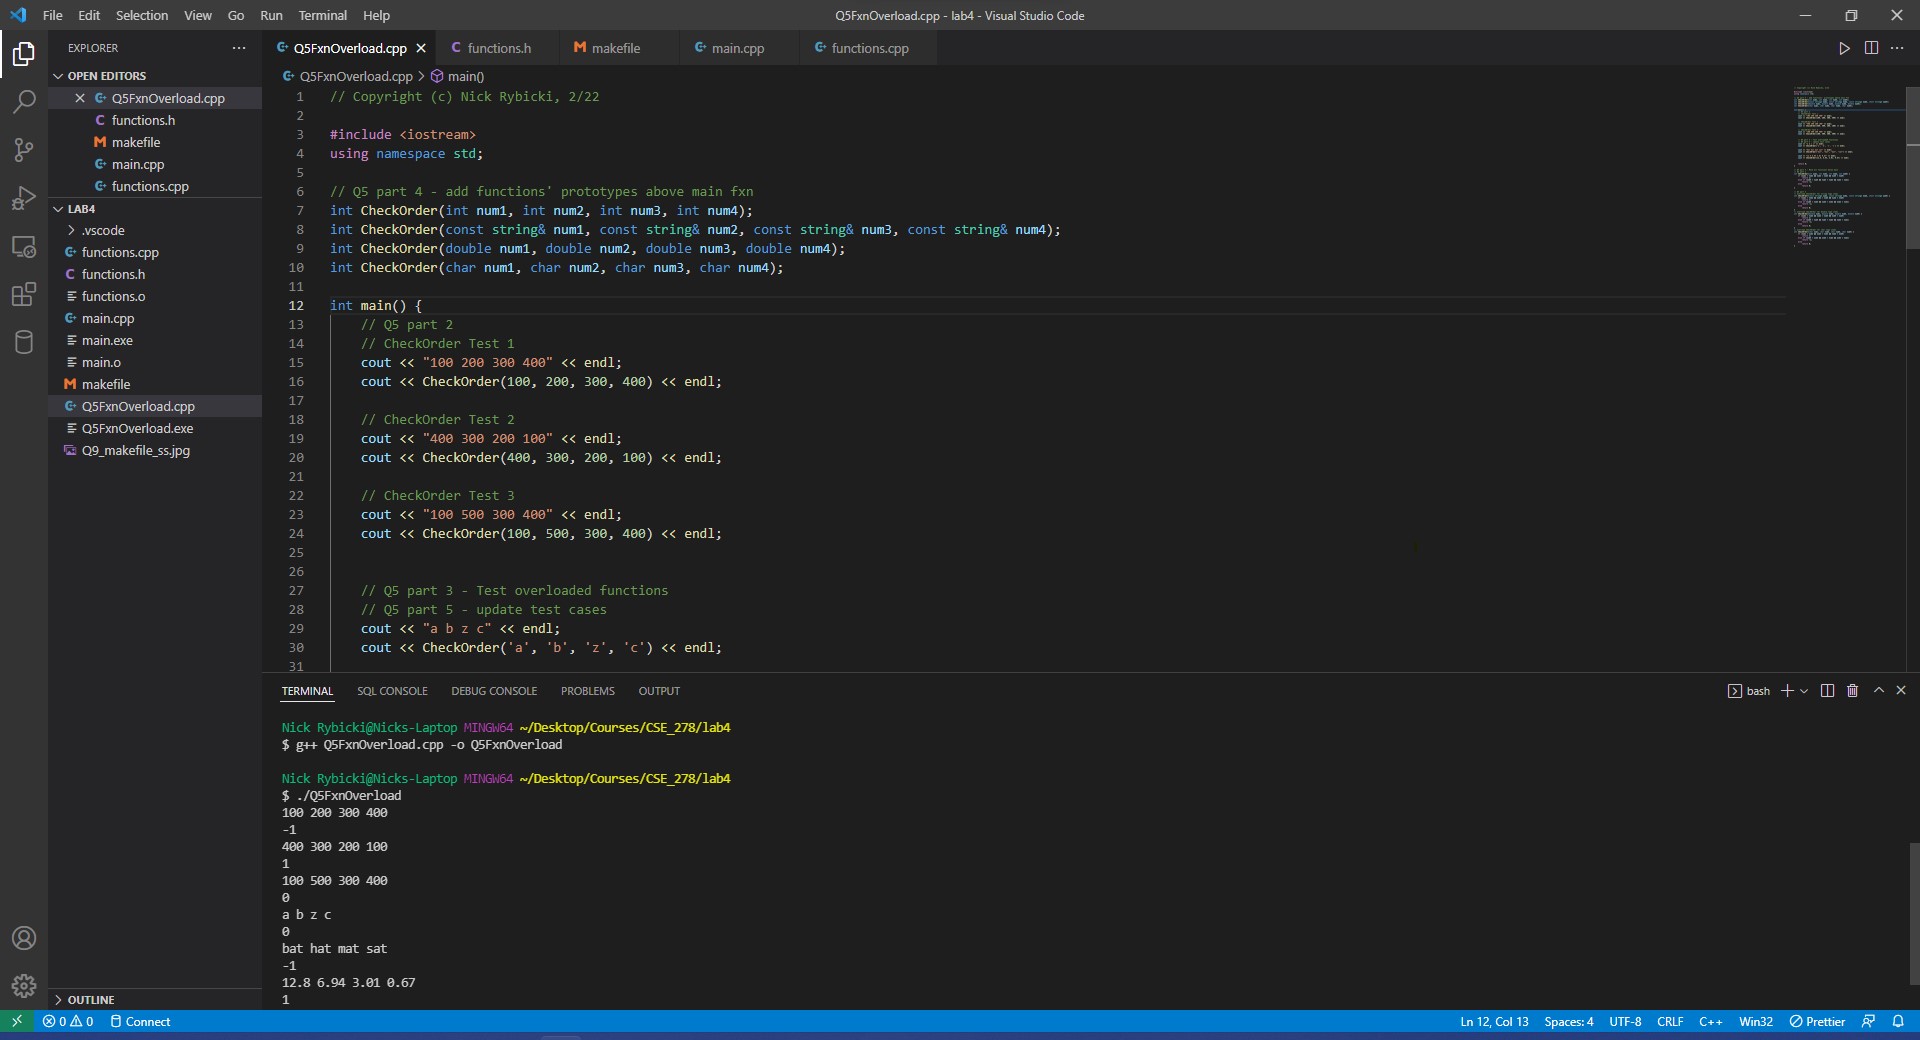 File Edit Selection View Go Run Terminal Help
Q5FxnOverload.cpp - lab4 - Visual Studio Code
EXPLORER
OPEN EDITORS
Q5FxnOverload.cpp
functions.h
makefile
main.cpp
functions.cpp
LAB4
.vscode
functions.cpp
functions.h
functions.o
main.cpp
main.exe
main.o
makefile
Q5FxnOverload.cpp
Q5FxnOverload.exe
Q9_makefile_ss.jpg
OUTLINE
Q5FxnOverload.cpp functions.h makefile main.cpp functions.cpp
Q5FxnOverload.cpp > main()
1 // Copyright (c) Nick Rybicki, 2/22
2
3 #include <iostream>
4 using namespace std;
5
6 // Q5 part 4 - add functions' prototypes above main fxn
7 int CheckOrder(int num1, int num2, int num3, int num4);
8 int CheckOrder(const string& num1, const string& num2, const string& num3, const string& num4);
9 int CheckOrder(double num1, double num2, double num3, double num4);
10 int CheckOrder(char num1, char num2, char num3, char num4);
11
12 int main() {
13 // Q5 part 2
14 // CheckOrder Test 1
15 cout << "100 200 300 400" << endl;
16 cout << CheckOrder(100, 200, 300, 400) << endl;
17
18 // CheckOrder Test 2
19 cout << "400 300 200 100" << endl;
20 cout << CheckOrder(400, 300, 200, 100) << endl;
21
22 // CheckOrder Test 3
23 cout << "100 500 300 400" << endl;
24 cout << CheckOrder(100, 500, 300, 400) << endl;
25
26
27 // Q5 part 3 - Test overloaded functions
28 // Q5 part 5 - update test cases
29 cout << "a b z c" << endl;
30 cout << CheckOrder('a', 'b', 'z', 'c') << endl;
31
TERMINAL SQL CONSOLE DEBUG CONSOLE PROBLEMS OUTPUT
bash
Nick Rybicki@Nicks-Laptop MINGW64 ~/Desktop/Courses/CSE_278/lab4
$ g++ Q5FxnOverload.cpp -o Q5FxnOverload
Nick Rybicki@Nicks-Laptop MINGW64 ~/Desktop/Courses/CSE_278/lab4
$ ./Q5FxnOverload
100 200 300 400
-1
400 300 200 100
1
100 500 300 400
0
a b z c
0
bat hat mat sat
-1
12.8 6.94 3.01 0.67
1
0 0 Connect
Ln 12, Col 13 Spaces: 4 UTF-8 CRLF C++ Win32 Prettier